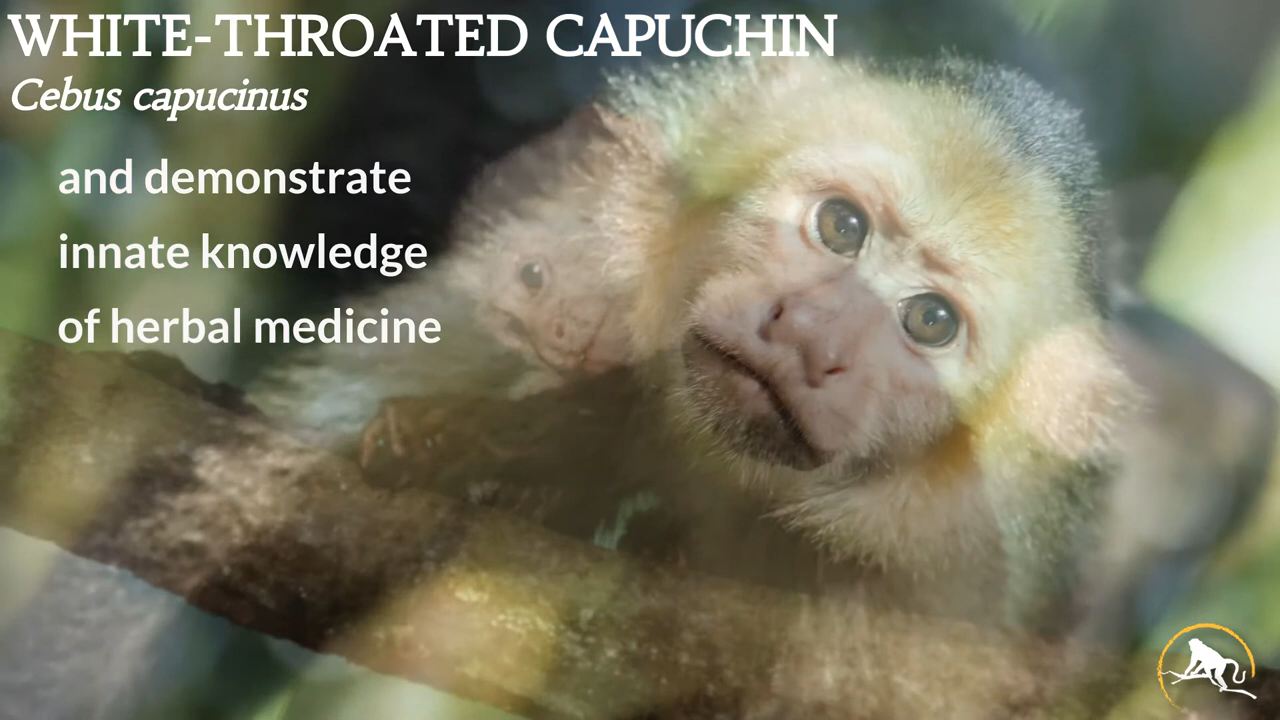 WHITE-THROATED CAPUCHIN
Cebus capucinus
and demonstrate
innate knowledge
of herbal medicine